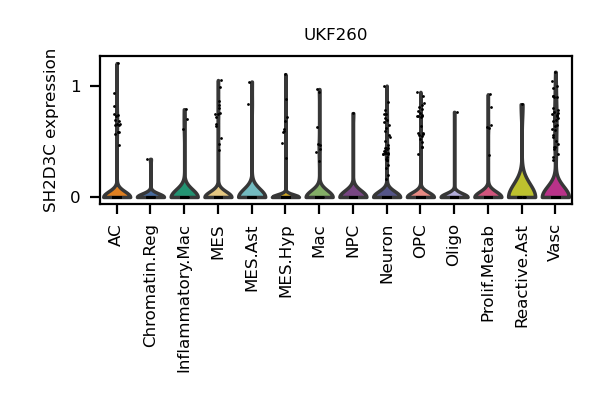 UKF260
SH2D3C expression
1
0
AC
Chromatin.Reg
Inflammatory.Mac
MES
MES.Ast
MES.Hyp
Mac
NPC
Neuron
OPC
Oligo
Prolif.Metab
Reactive.Ast
Vasc